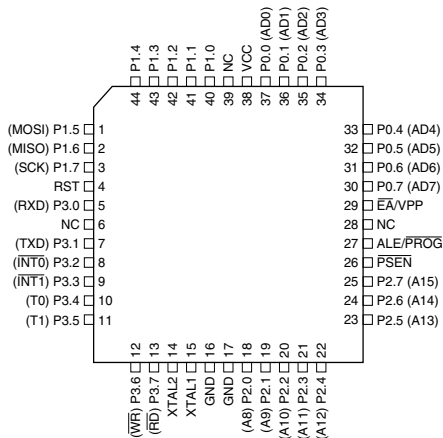 P1.4
P1.3
P1.2
P1.1
P1.0
NC
VCC
P0.0 (AD0)
P0.1 (AD1)
P0.2 (AD2)
P0.3 (AD3)
44
43
42
41
40
39
38
37
36
35
34
(MOSI) P1.5 1
(MISO) P1.6 2
(SCK) P1.7 3
RST 4
(RXD) P3.0 5
NC 6
(TXD) P3.1 7
(INT0) P3.2 8
(INT1) P3.3 9
(T0) P3.4 10
(T1) P3.5 11
33 P0.4 (AD4)
32 P0.5 (AD5)
31 P0.6 (AD6)
30 P0.7 (AD7)
29 EA/VPP
28 NC
27 ALE/PROG
26 PSEN
25 P2.7 (A15)
24 P2.6 (A14)
23 P2.5 (A13)
12
13
14
15
16
17
18
19
20
21
22
(WR) P3.6
(RD) P3.7
XTAL2
XTAL1
GND
GND
(A8) P2.0
(A9) P2.1
(A10) P2.2
(A11) P2.3
(A12) P2.4